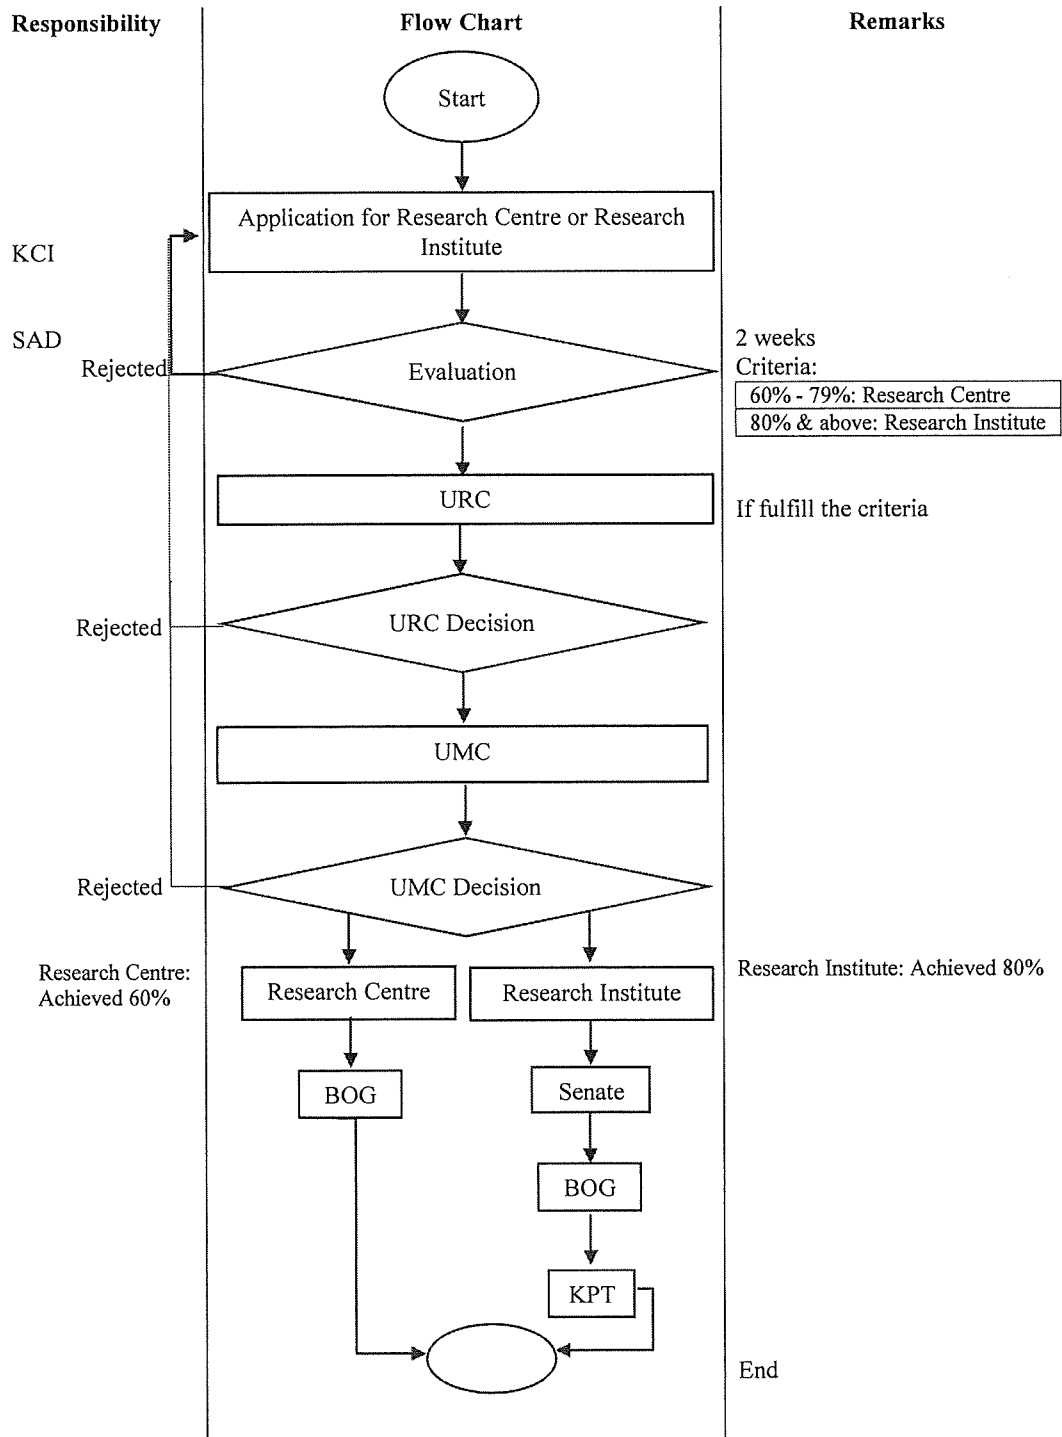 Responsibility
Flow Chart
Remarks
Start
Application for Research Centre or Research
Institute
KCI
SAD
Rejected
Evaluation
2 weeks
Criteria:
60% - 79%: Research Centre
80% & above: Research Institute
URC
If fulfill the criteria
Rejected
URC Decision
UMC
Rejected
UMC Decision
Research Centre:
Achieved 60%
Research Centre
Research Institute
Research Institute: Achieved 80%
BOG
Senate
BOG
KPT
End